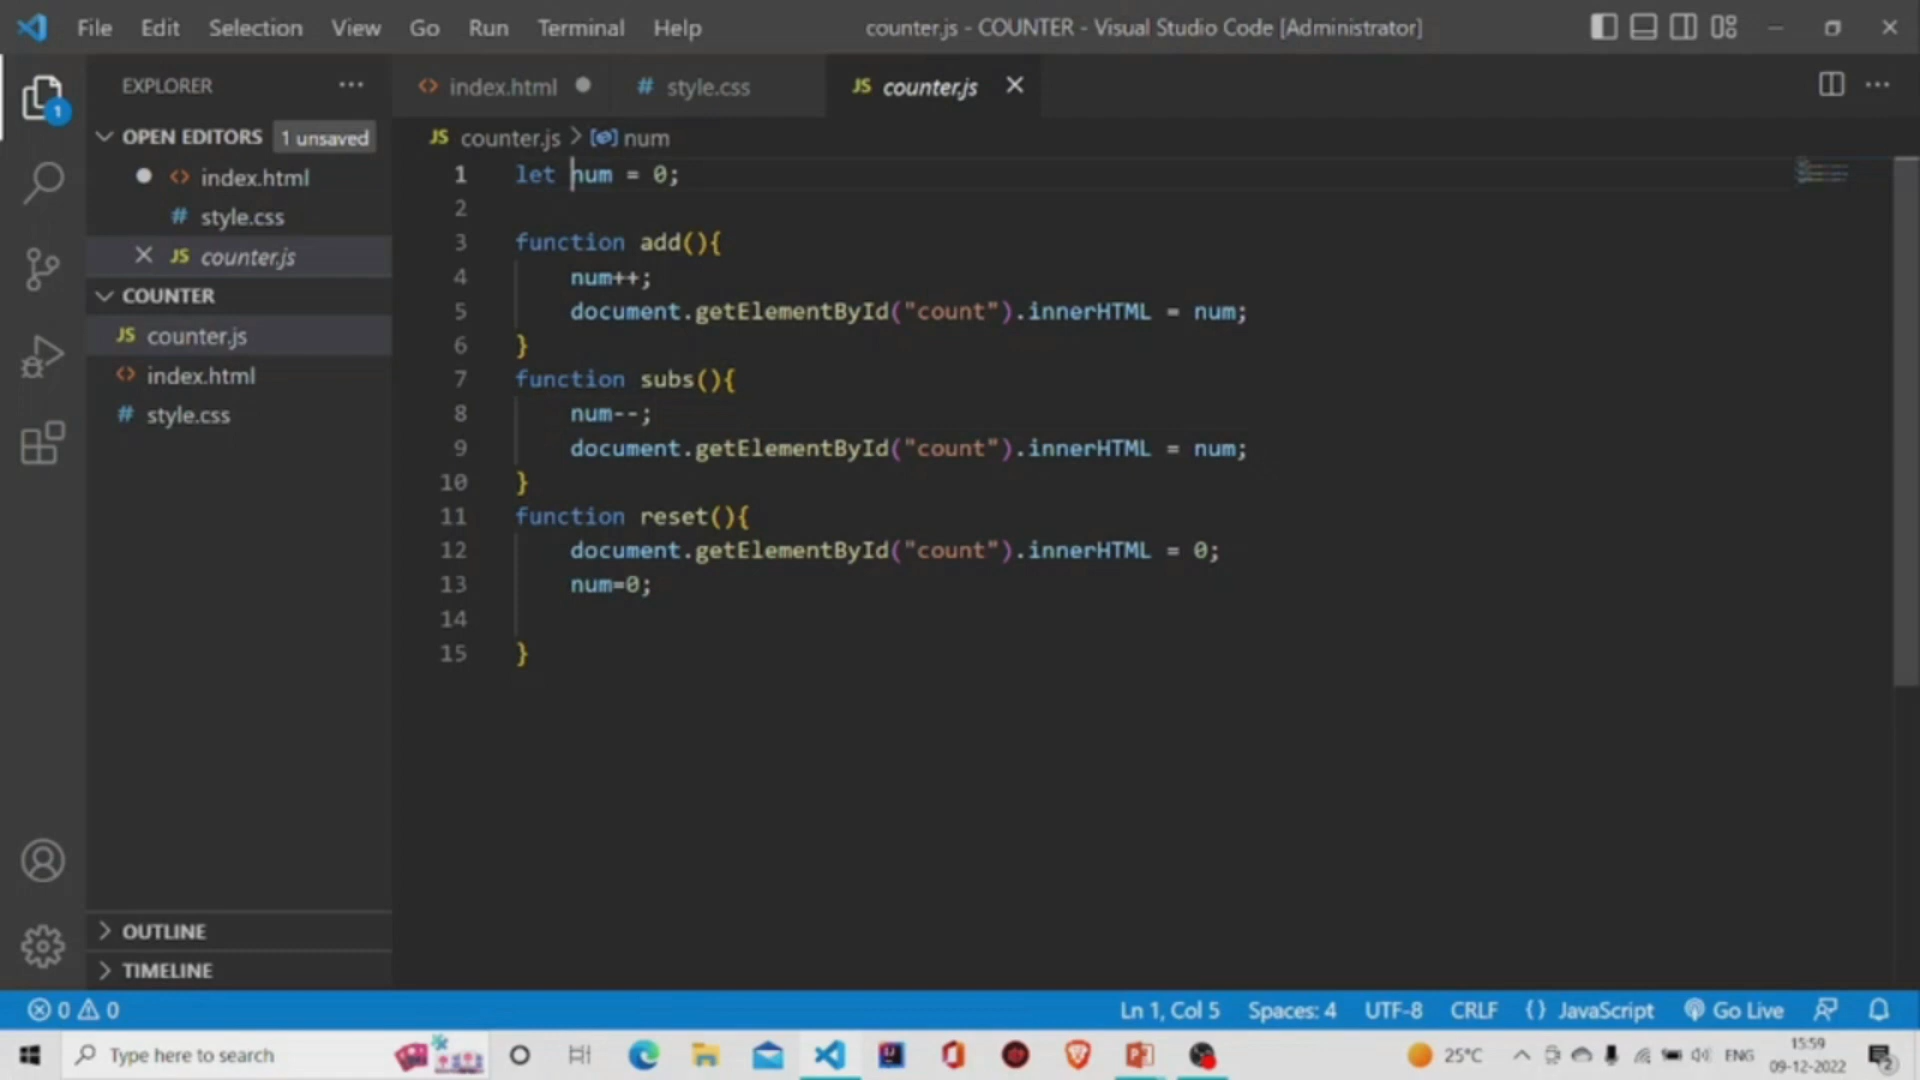 File Edit Selection View Go Run Terminal Help
counter.js - COUNTER - Visual Studio Code [Administrator]
EXPLORER
OPEN EDITORS 1 unsaved
index.html
style.css
counter.js
COUNTER
JS counter.js
index.html
style.css
OUTLINE
TIMELINE
index.html
style.css
JS counter.js
JS counter.js > num
1 let num = 0;
2
3 function add(){
4 num++;
5 document.getElementById("count").innerHTML = num;
6 }
7 function subs(){
8 num--;
9 document.getElementById("count").innerHTML = num;
10 }
11 function reset(){
12 document.getElementById("count").innerHTML = 0;
13 num=0;
14
15 }
0 0
Ln 1, Col 5 Spaces: 4 UTF-8 CRLF {} JavaScript Go Live
Type here to search
25°C ENG
15:59
09-12-2022